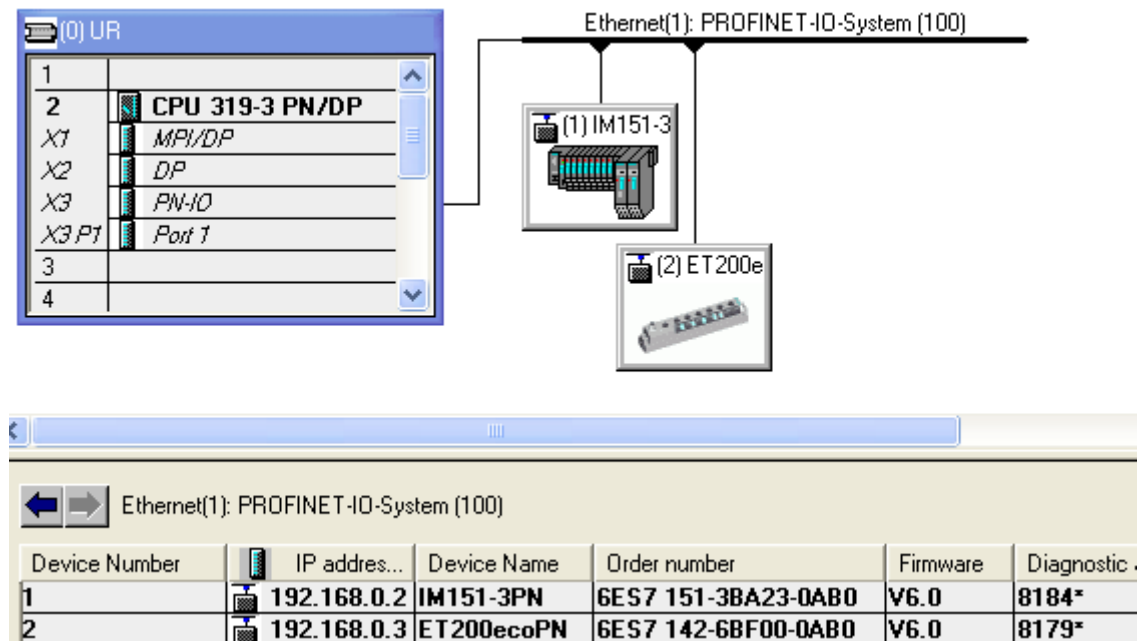 (0) UR
Ethernet(1): PROFINET-IO-System (100)
1
2 CPU 319-3 PN/DP
X1 MPI/DP
X2 DP
X3 PN-IO
X3 P1 Port 1
3
4
(1) IM151-3
(2) ET200e
Ethernet(1): PROFINET-IO-System (100)
Device Number IP addres... Device Name Order number Firmware Diagnostic
1 192.168.0.2 IM151-3PN 6ES7 151-3BA23-0AB0 V6.0 8184*
2 192.168.0.3 ET200ecoPN 6ES7 142-6BF00-0AB0 V6.0 8179*